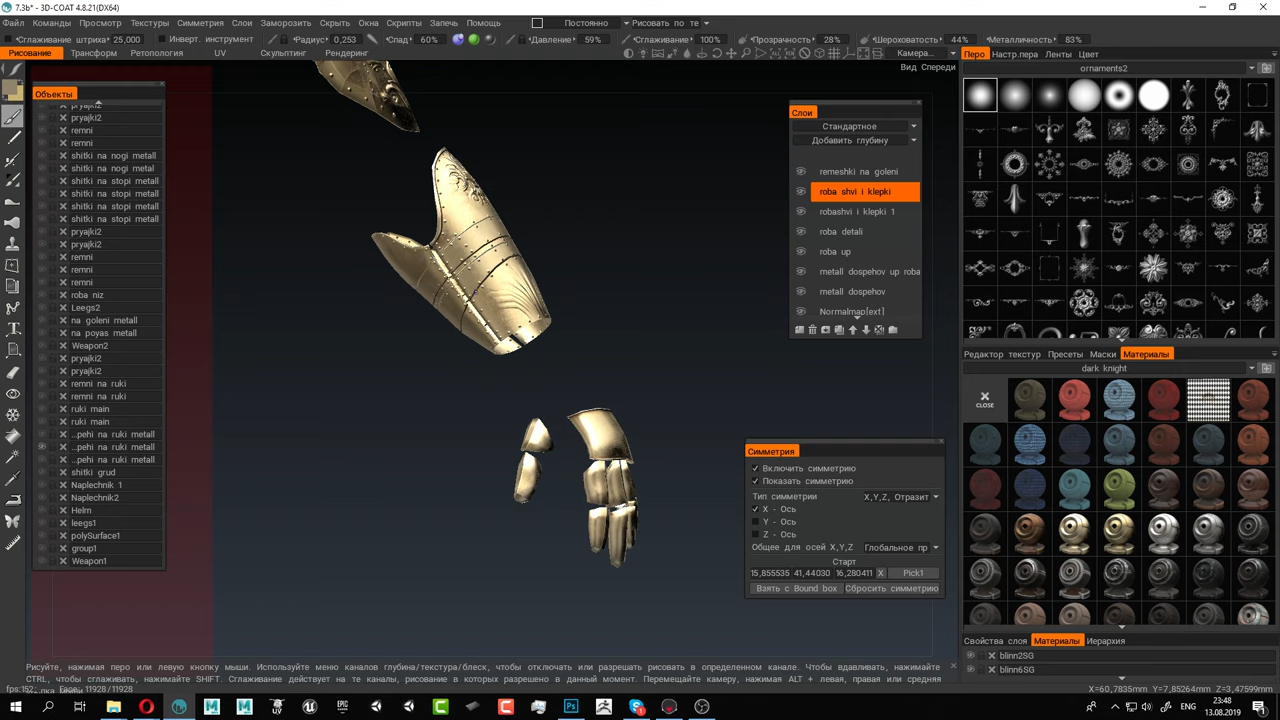 7.3b* - 3D-COAT 4.8.21(DX64)
Файл Команды Просмотр Текстуры Симметрия Слои Заморозить Скрыть Окна Скрипты Запечь Помощь Постоянно Рисовать по те
Сглаживание штриха 25,000 Инверт. инструмент Радиус 0,253 Спад 60% Давление 59% Сглаживание 100% Прозрачность 28% Шероховатость 44% Металличность 83%
Рисование Трансформ Ретопология UV Скульптинг Рендеринг Камера...
Вид Спереди
Перо Настр.пера Ленты Цвет
ornaments2
Объекты
pryajki2
pryajki2
remni
remni
shitki na nogi metall
shitki na nogi metal
shitki na stopi metall
shitki na stopi metall
shitki na stopi metall
shitki na stopi metall
pryajki2
pryajki2
remni
remni
remni
roba niz
Leegs2
na goleni metall
na poyas metall
Weapon2
pryajki2
pryajki2
remni na ruki
remni na ruki
ruki main
ruki main
...pehi na ruki metall
...pehi na ruki metall
...pehi na ruki metall
shitki grud
Naplechnik 1
Naplechnik2
Helm
leegs1
polySurface1
group1
Weapon1
Слои
Стандартное
Добавить глубину
remeshki na goleni
roba shvi i klepki
robashvi i klepki 1
roba detali
roba up
metall dospehov up roba
metall dospehov
Normalmap[ext]
Редактор текстур Пресеты Маски Материалы
dark knight
CLOSE
Симметрия
Включить симметрию
Показать симметрию
Тип симметрии X,Y,Z, Отразит
X - Ось
Y - Ось
Z - Ось
Общее для осей X,Y,Z Глобальное пр
Старт
15,855535 41,44030 16,280411 X Pick1
Взять с Bound box Сбросить симметрию
Свойства слоя Материалы Иерархия
blinn2SG
blinn6SG
Рисуйте, нажимая перо или левую кнопку мыши. Используйте меню каналов глубина/текстура/блеск, чтобы отключать или разрешать рисовать в определенном канале. Чтобы вдавливать, нажимайте
CTRL, чтобы сглаживать, нажимайте SHIFT. Сглаживание действует на те каналы, рисование в которых разрешено в данный момент. Перемещайте камеру, нажимая ALT + левая, правая или средняя
fps:152,
11928/11928
X=60,7835mm Y=7,85264mm Z=3,47599mm
ENG 23:48
13.08.2019